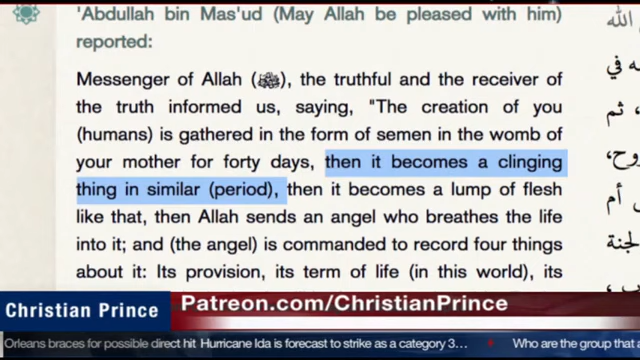 'Abdullah bin Mas'ud (May Allah be pleased with him)
reported:
Messenger of Allah (ﷺ), the truthful and the receiver of
the truth informed us, saying, "The creation of you
(humans) is gathered in the form of semen in the womb of
your mother for forty days, then it becomes a clinging
thing in similar (period), then it becomes a lump of flesh
like that, then Allah sends an angel who breathes the life
into it; and (the angel) is commanded to record four things
about it: Its provision, its term of life (in this world), its
الله
ه في
، ثم
روح،
أم
لجنة
Christian Prince
Patreon.com/ChristianPrince
Orleans braces for possible direct hit Hurricane Ida is forecast to strike as a category 3... Who are the group that a